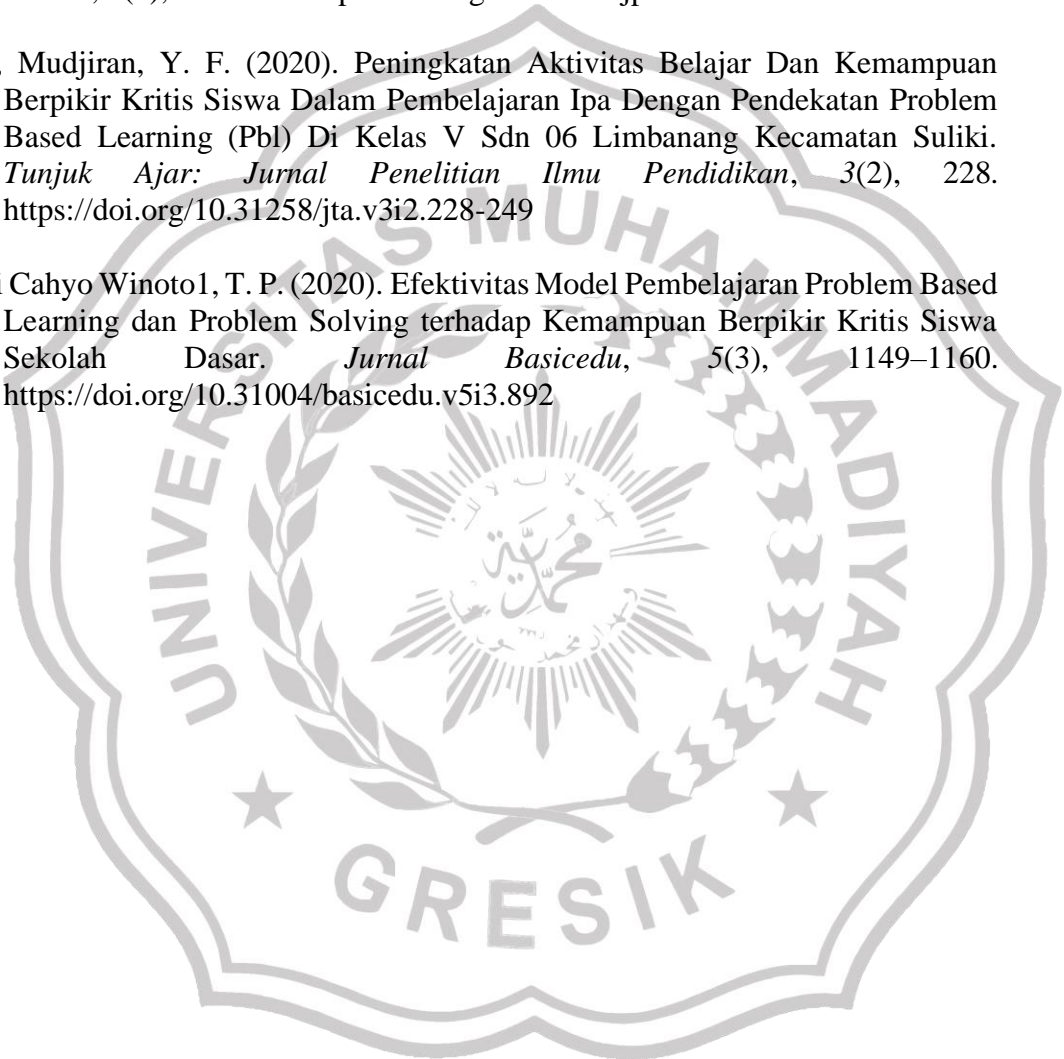 Mudjiran, Y. F. (2020). Peningkatan Aktivitas Belajar Dan Kemampuan
Berpikir Kritis Siswa Dalam Pembelajaran Ipa Dengan Pendekatan Problem
Based Learning (Pbl) Di Kelas V Sdn 06 Limbanang Kecamatan Suliki.
Tunjuk Ajar: Jurnal Penelitian Ilmu Pendidikan, 3(2), 228.
https://doi.org/10.31258/jta.v3i2.228-249
i Cahyo Winoto1, T. P. (2020). Efektivitas Model Pembelajaran Problem Based
Learning dan Problem Solving terhadap Kemampuan Berpikir Kritis Siswa
Sekolah Dasar. Jurnal Basicedu, 5(3), 1149–1160.
https://doi.org/10.31004/basicedu.v5i3.892
UNIVERSITAS MUHAMMADIYAH
محمد
GRESIK